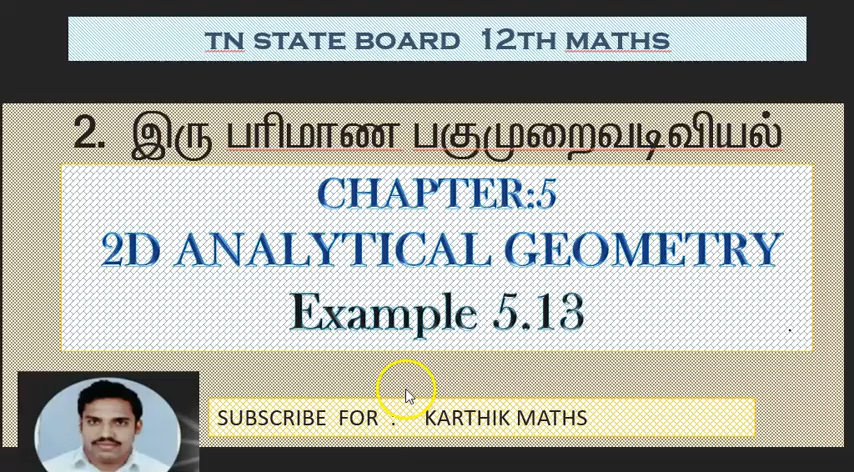 TN STATE BOARD 12TH MATHS
2. இரு பரிமாண பகுமுறைவடிவியல்
CHAPTER:5
2D ANALYTICAL GEOMETRY
Example 5.13
.
SUBSCRIBE FOR : KARTHIK MATHS